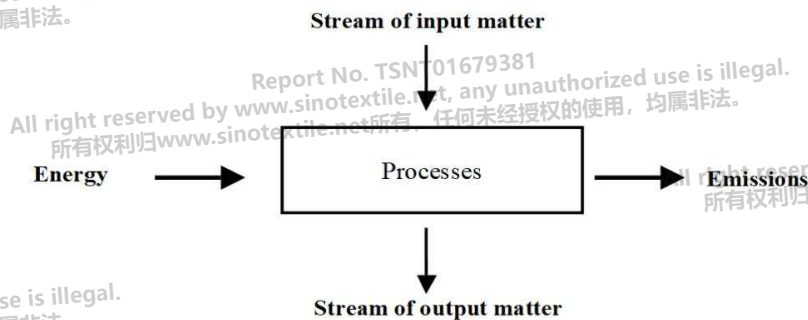 属非法。
Stream of input matter
Report No. TSNT01679381
All right reserved by www.sinotextile.net, any unauthorized use is illegal.
所有权利归www.sinotextile.net所有，任何未经授权的使用，均属非法。
Energy
Processes
Emissions
所有权利归
se is illegal.
Stream of output matter